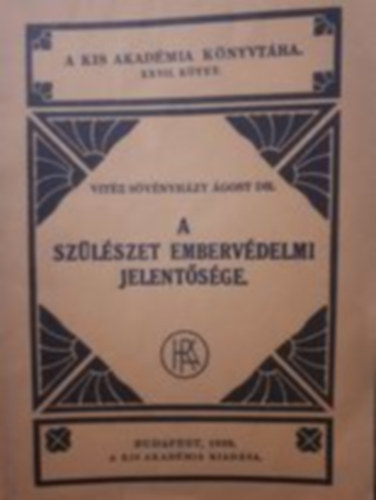 A KIS AKADÉMIA KÖNYVTÁRA.
XXVII. KÖTET.
VITÉZ SÖVÉNYHÁZY ÁGOST DR.
A
SZÜLÉSZET EMBERVÉDELMI
JELENTŐSÉGE.
BUDAPEST,
A KIS AKADÉMIA KIADÁSA.